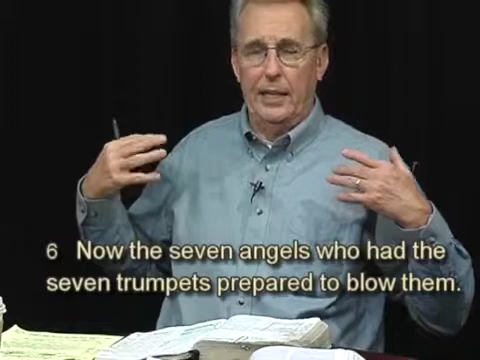 6 Now the seven angels who had the
seven trumpets prepared to blow them.